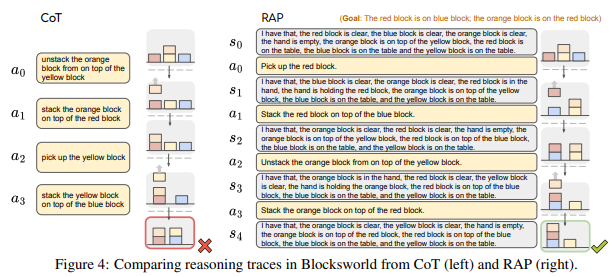 CoT
RAP
(Goal: The red block is on blue block; the orange block is on the red block)
a0
unstack the orange
block from on top of the
yellow block
a1
stack the orange block
on top of the red block
a2
pick up the yellow block
a3
stack the yellow block
on top of the blue block
s0
I have that, the red block is clear, the blue block is clear, the orange block is clear,
the hand is empty, the orange block is on top of the yellow block, the red block is
on the table, the blue block is on the table and the yellow block is on the table.
a0
Pick up the red block.
s1
I have that, the blue block is clear, the orange block is clear, the red block is in the
hand, the hand is holding the red block, the orange block is on top of the yellow
block, the blue block is on the table, and the yellow block is on the table.
a1
Stack the red block on top of the blue block.
s2
I have that, the orange block is clear, the red block is clear, the hand is empty, the
orange block is on top of the yellow block, the red block is on top of the blue block,
the blue block is on the table, and the yellow block is on the table.
a2
Unstack the orange block from on top of the yellow block.
s3
I have that, the orange block is in the hand, the red block is clear, the yellow block
is clear, the hand is holding the orange block, the red block is on top of the blue
block, the blue block is on the table, and the yellow block is on the table.
a3
Stack the orange block on top of the red block.
s4
I have that, the orange block is clear, the yellow block is clear, the hand is empty,
the orange block is on top of the red block, the red block is on top of the blue
block, the blue block is on the table, and the yellow block is on the table.
Figure 4: Comparing reasoning traces in Blocksworld from CoT (left) and RAP (right).